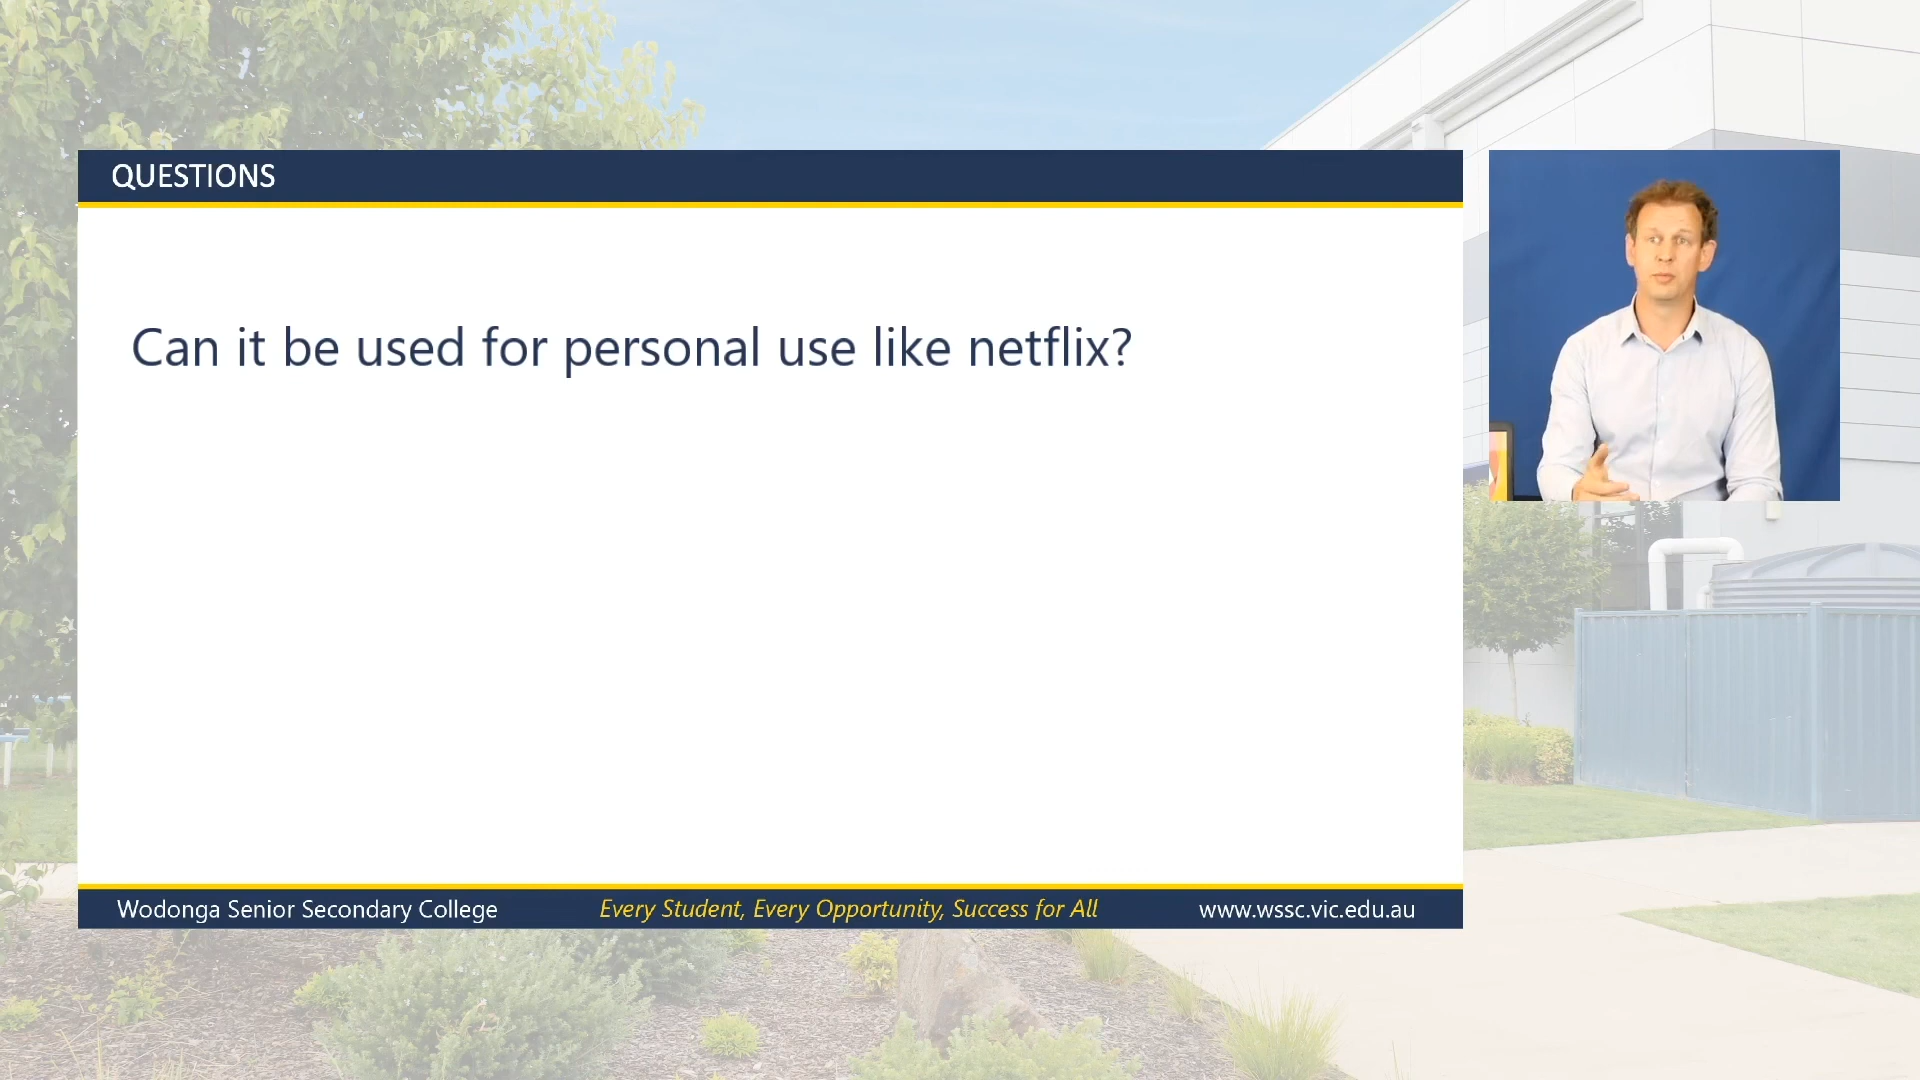 QUESTIONS
Can it be used for personal use like netflix?
Wodonga Senior Secondary College
Every Student, Every Opportunity, Success for All
www.wssc.vic.edu.au